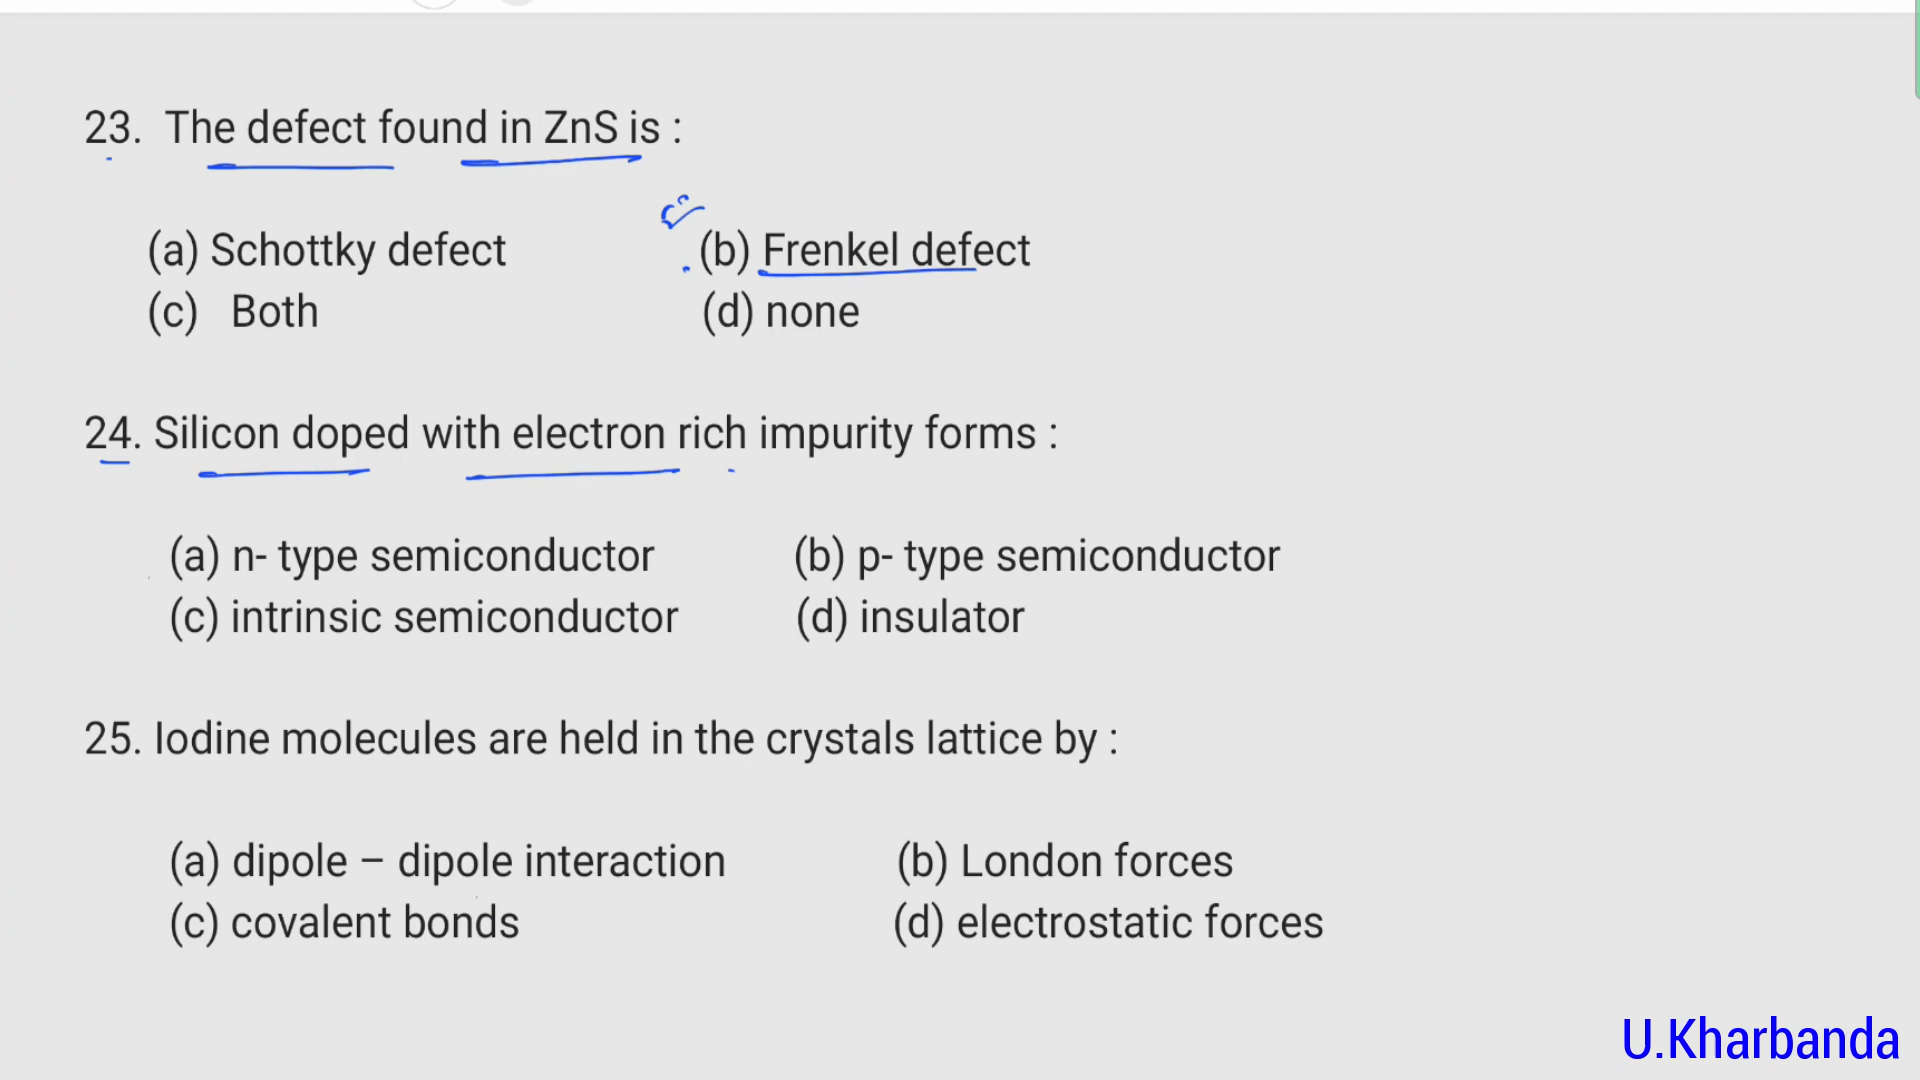 23. The defect found in ZnS is :
(a) Schottky defect (b) Frenkel defect
(c) Both (d) none
24. Silicon doped with electron rich impurity forms :
(a) n- type semiconductor (b) p- type semiconductor
(c) intrinsic semiconductor (d) insulator
25. Iodine molecules are held in the crystals lattice by :
(a) dipole – dipole interaction (b) London forces
(c) covalent bonds (d) electrostatic forces
U.Kharbanda